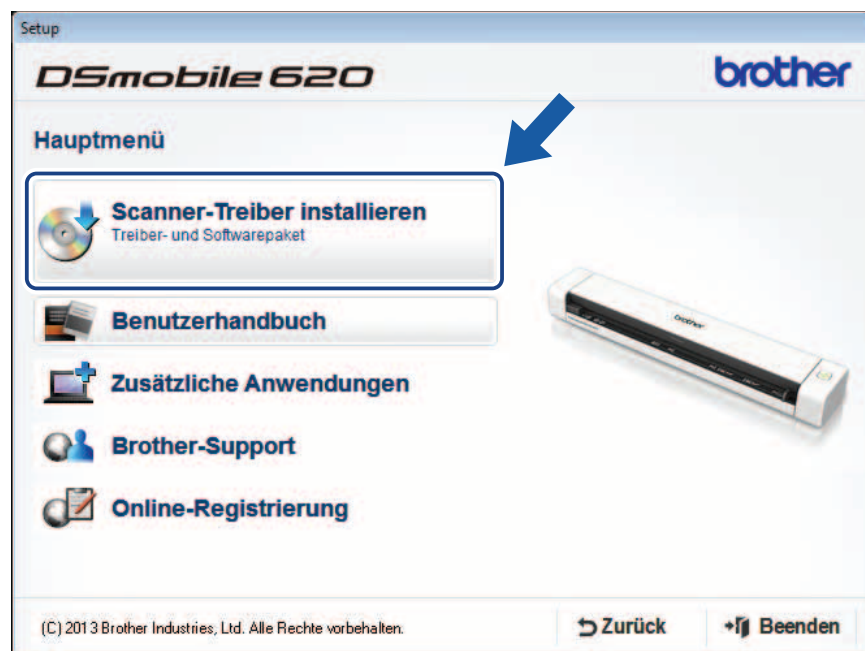 Setup
DSmobile 620
brother
Hauptmenü
Scanner-Treiber installieren
Treiber- und Softwarepaket
Benutzerhandbuch
brother
Zusätzliche Anwendungen
Brother-Support
Online-Registrierung
(C) 2013 Brother Industries, Ltd. Alle Rechte vorbehalten.
Zurück
Beenden